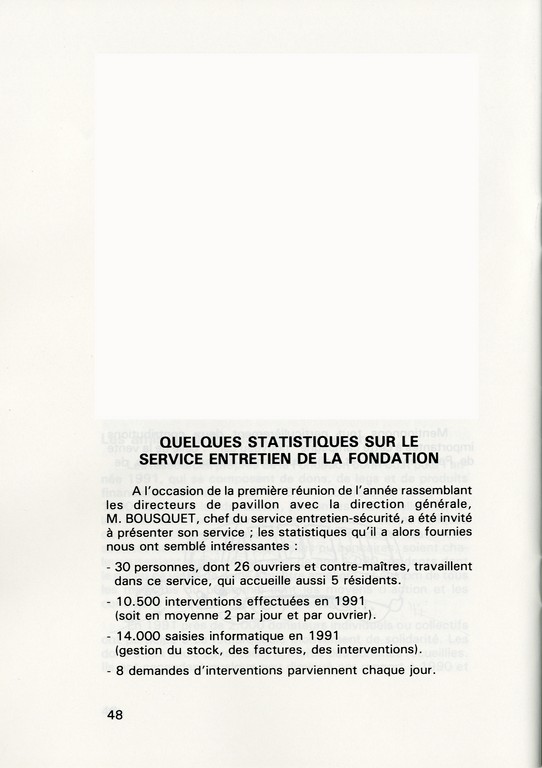 QUELQUES STATISTIQUES SUR LE
SERVICE ENTRETIEN DE LA FONDATION
A l'occasion de la première réunion de l'année rassemblant
les directeurs de pavillon avec la direction générale,
M. BOUSQUET, chef du service entretien-sécurité, a été invité
à présenter son service ; les statistiques qu'il a alors fournies
nous ont semblé intéressantes :
- 30 personnes, dont 26 ouvriers et contre-maîtres, travaillent
dans ce service, qui accueille aussi 5 résidents.
- 10.500 interventions effectuées en 1991
(soit en moyenne 2 par jour et par ouvrier).
- 14.000 saisies informatique en 1991
(gestion du stock, des factures, des interventions).
- 8 demandes d'interventions parviennent chaque jour.
48